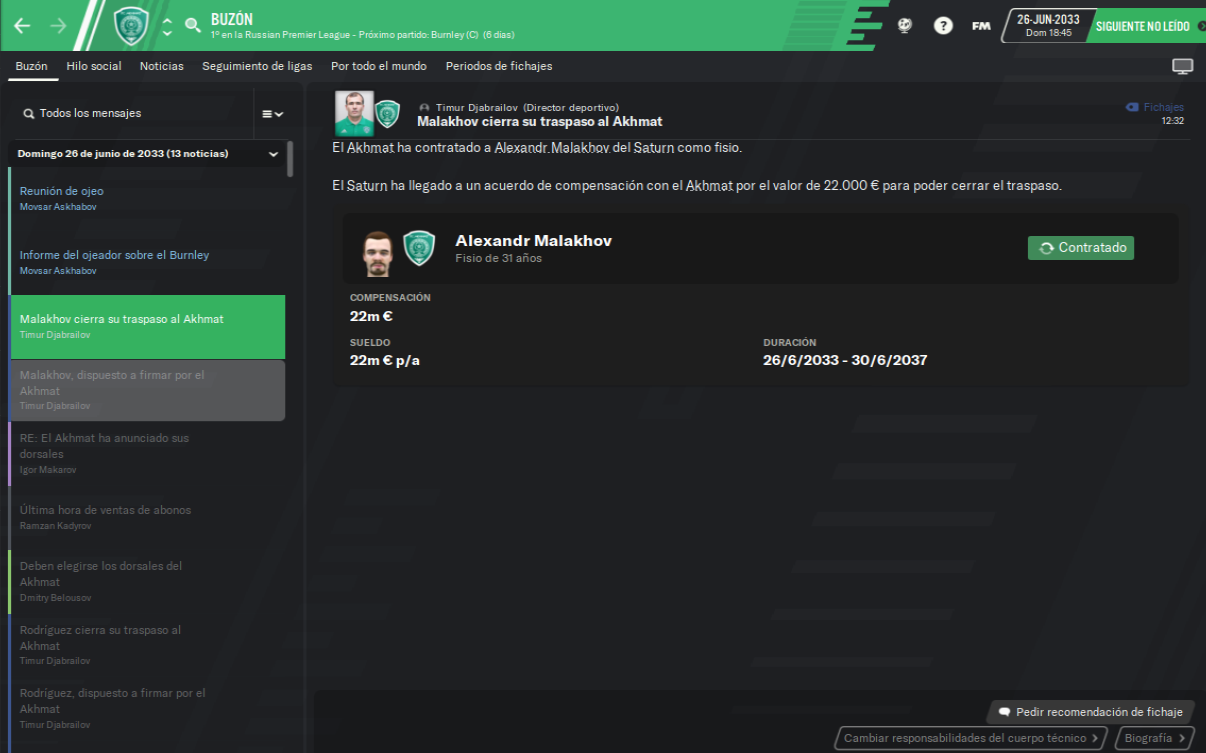 BUZÓN
1º en la Russian Premier League - Próximo partido: Burnley (C) (6 días)
?
FM
26-JUN-2033
Dom 18:45
SIGUIENTE NO LEÍDO
Buzón
Hilo social
Noticias
Seguimiento de ligas
Por todo el mundo
Periodos de fichajes
Todos los mensajes
Domingo 26 de junio de 2033 (13 noticias)
Reunión de ojeo
Movsar Askhabov
Informe del ojeador sobre el Burnley
Movsar Askhabov
Malakhov cierra su traspaso al Akhmat
Timur Djabrailov
Malakhov, dispuesto a firmar por el
Akhmat
Timur Djabrailov
RE: El Akhmat ha anunciado sus
dorsales
Igor Makarov
Última hora de ventas de abonos
Ramzan Kadyrov
Deben elegirse los dorsales del
Akhmat
Dmitry Belousov
Rodríguez cierra su traspaso al
Akhmat
Timur Djabrailov
Rodríguez, dispuesto a firmar por el
Akhmat
Timur Djabrailov
Timur Djabrailov (Director deportivo)
Malakhov cierra su traspaso al Akhmat
Fichajes
12:32
El Akhmat ha contratado a Alexandr Malakhov del Saturn como fisio.
El Saturn ha llegado a un acuerdo de compensación con el Akhmat por el valor de 22.000 € para poder cerrar el traspaso.
Alexandr Malakhov
Fisio de 31 años
Contratado
COMPENSACIÓN
22m €
SUELDO
22m € p/a
DURACIÓN
26/6/2033 - 30/6/2037
Pedir recomendación de fichaje
Cambiar responsabilidades del cuerpo técnico
Biografía